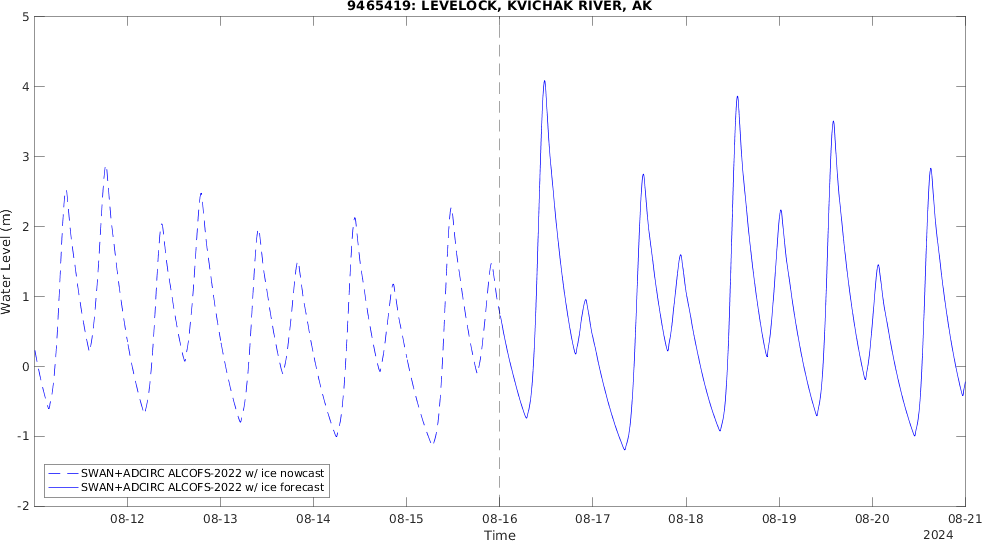 9465419: LEVELOCK, KVICHAK RIVER, AK
5
4
3
2
1
0
-1
-2
Water Level (m)
SWAN+ADCIRC ALCOFS-2022 w/ ice nowcast
SWAN+ADCIRC ALCOFS-2022 w/ ice forecast
08-12 08-13 08-14 08-15 08-16 08-17 08-18 08-19 08-20 08-21
Time
2024